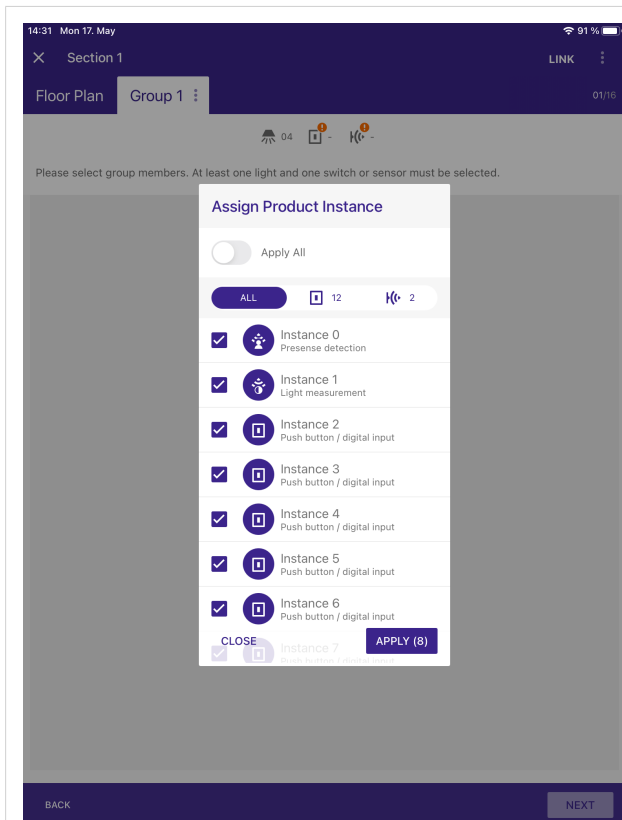 14:31 Mon 17. May 91 %
Section 1 LINK
Floor Plan Group 1 01/16
04 - -
Please select group members. At least one light and one switch or sensor must be selected.
Assign Product Instance
Apply All
ALL 12 2
Instance 0
Presense detection
Instance 1
Light measurement
Instance 2
Push button / digital input
Instance 3
Push button / digital input
Instance 4
Push button / digital input
Instance 5
Push button / digital input
Instance 6
Push button / digital input
CLOSE APPLY (8)
Instance 7
Push button / digital input
BACK NEXT